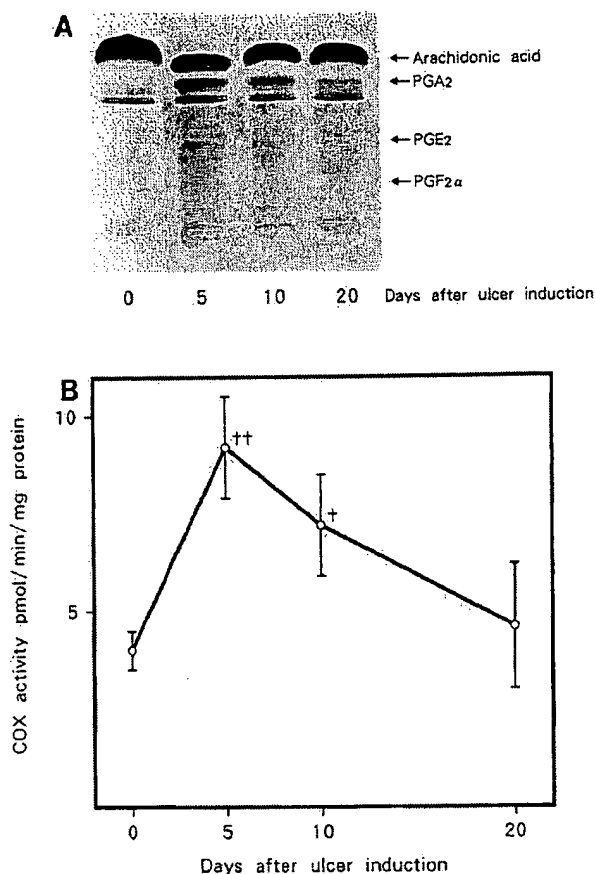 A
Arachidonic acid
PGA2
PGE2
PGF2α
0 5 10 20 Days after ulcer induction
B
10
5
††
†
COX activity pmol/min/mg protein
0 5 10 20
Days after ulcer induction